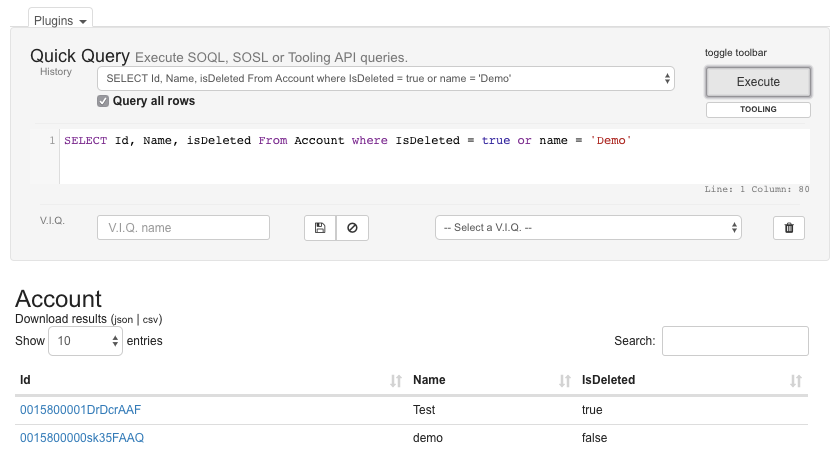 Plugins
Quick Query Execute SOQL, SOSL or Tooling API queries.
toggle toolbar
History
SELECT Id, Name, isDeleted From Account where IsDeleted = true or name = 'Demo'
Execute
Query all rows
TOOLING
1 SELECT Id, Name, isDeleted From Account where IsDeleted = true or name = 'Demo'
Line: 1 Column: 80
V.I.Q.
V.I.Q. name
-- Select a V.I.Q. --
Account
Download results (json | csv)
Show 10 entries
Search:
Id Name IsDeleted
0015800001DrDcrAAF Test true
0015800000sk35FAAQ demo false